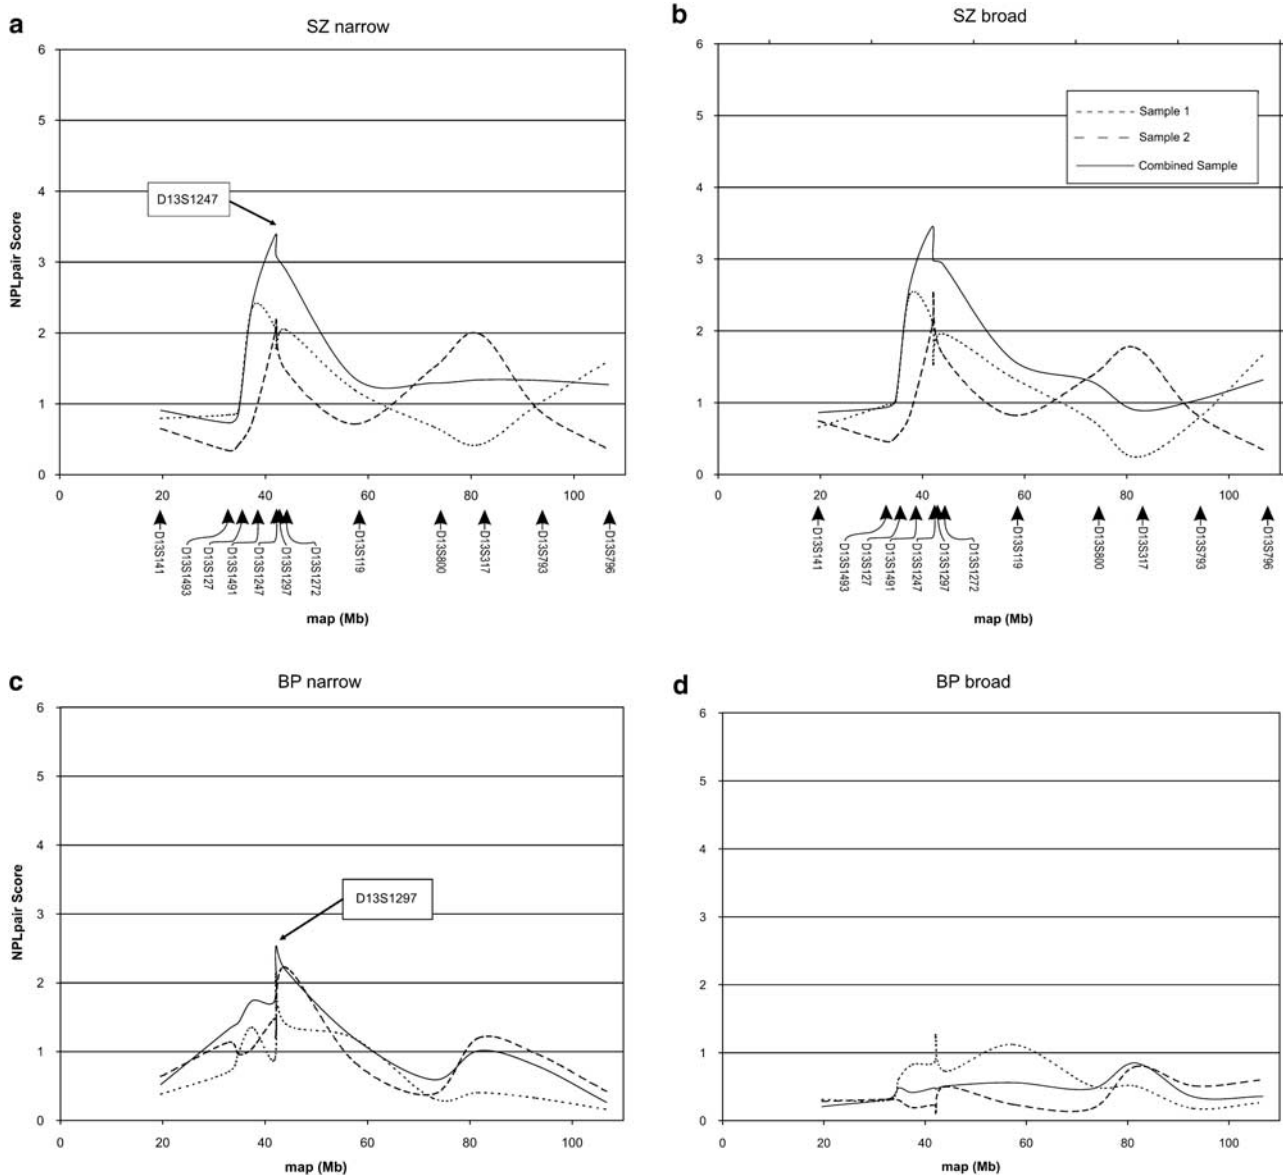 a
SZ narrow
6
5
4
3
2
1
0
NPLpair Score
D13S1247
0 20 40 60 80 100
D13S141
D13S1493
D13S127
D13S1491
D13S1247
D13S1297
D13S1272
D13S119
D13S800
D13S317
D13S793
D13S796
map (Mb)
b
SZ broad
6
5
4
3
2
1
0
Sample 1
Sample 2
Combined Sample
0 20 40 60 80 100
D13S141
D13S1493
D13S127
D13S1491
D13S1247
D13S1297
D13S1272
D13S119
D13S800
D13S317
D13S793
D13S796
map (Mb)
c
BP narrow
6
5
4
3
2
1
0
NPLpair Score
D13S1297
0 20 40 60 80 100
map (Mb)
d
BP broad
6
5
4
3
2
1
0
0 20 40 60 80 100
map (Mb)